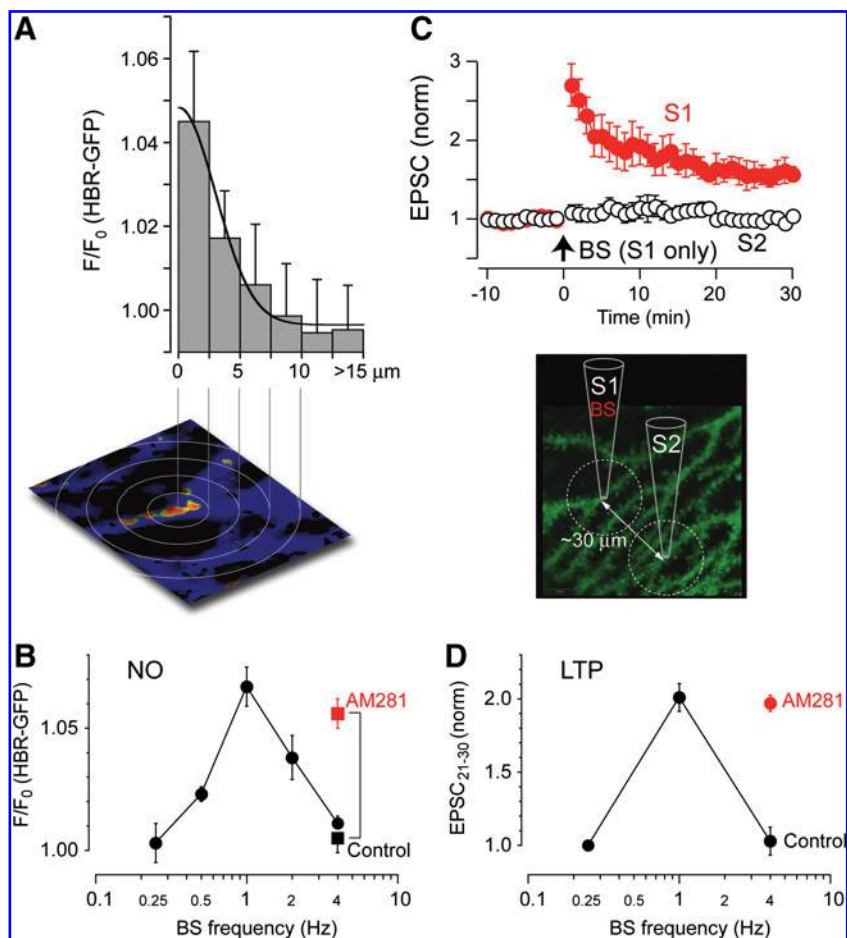 A
F/F0 (HBR-GFP)
1.06
1.04
1.02
1.00
0 5 10 >15 μm
C
EPSC (norm)
3
2
1
S1
S2
BS (S1 only)
-10 0 10 20 30
Time (min)
S1
BS
S2
~30 μm
B
NO
F/F0 (HBR-GFP)
1.05
1.00
AM281
Control
0.1 0.25 0.5 1 2 4 10
BS frequency (Hz)
D
LTP
EPSC21-30 (norm)
2.0
1.5
1.0
AM281
Control
0.1 0.25 0.5 1 2 4 10
BS frequency (Hz)